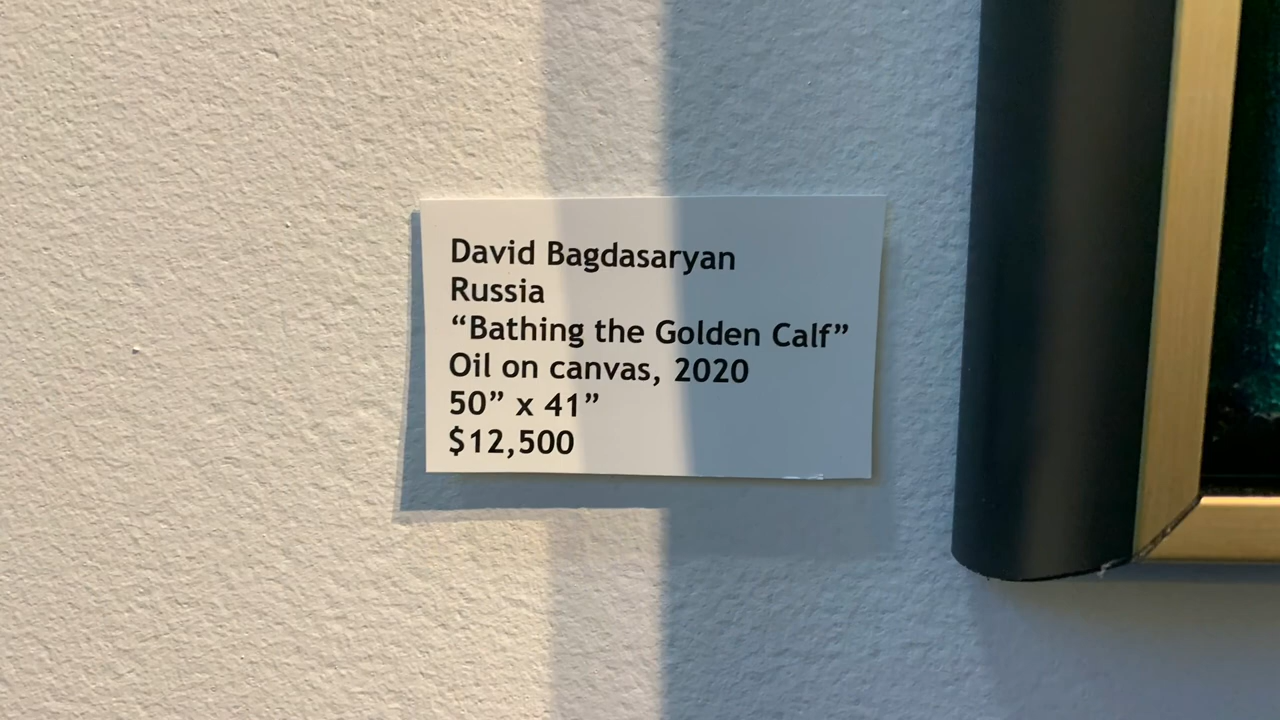 David Bagdasaryan
Russia
“Bathing the Golden Calf”
Oil on canvas, 2020
50” x 41”
$12,500